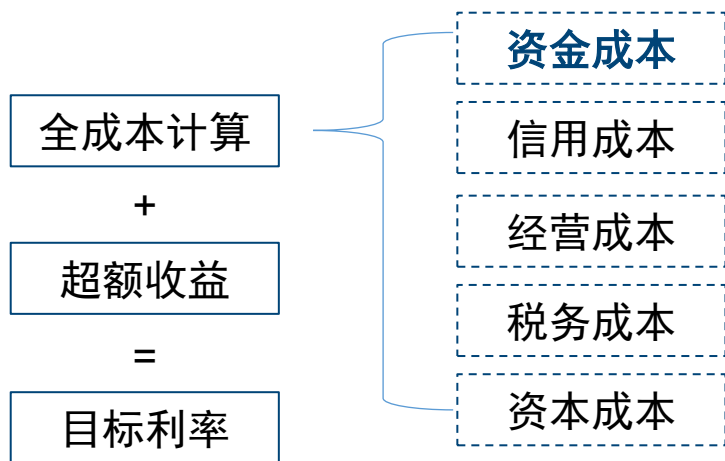 全成本计算
+
超额收益
=
目标利率
资金成本
信用成本
经营成本
税务成本
资本成本